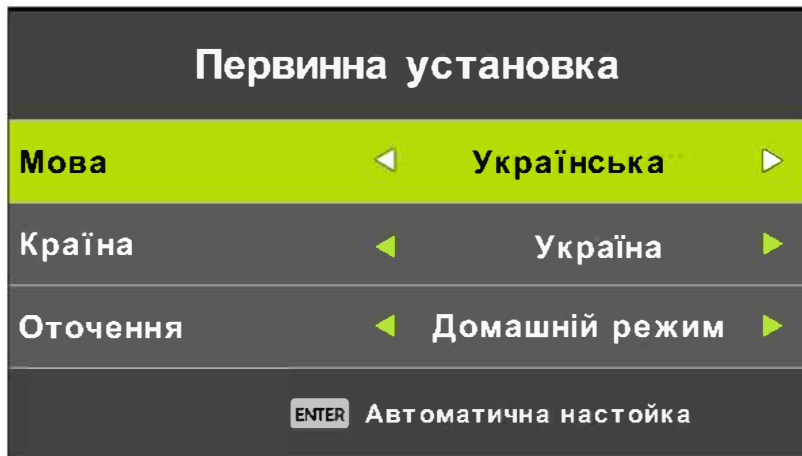 Первинна установка
Мова Українська
Країна Україна
Оточення Домашній режим
ENTER Автоматична настойка